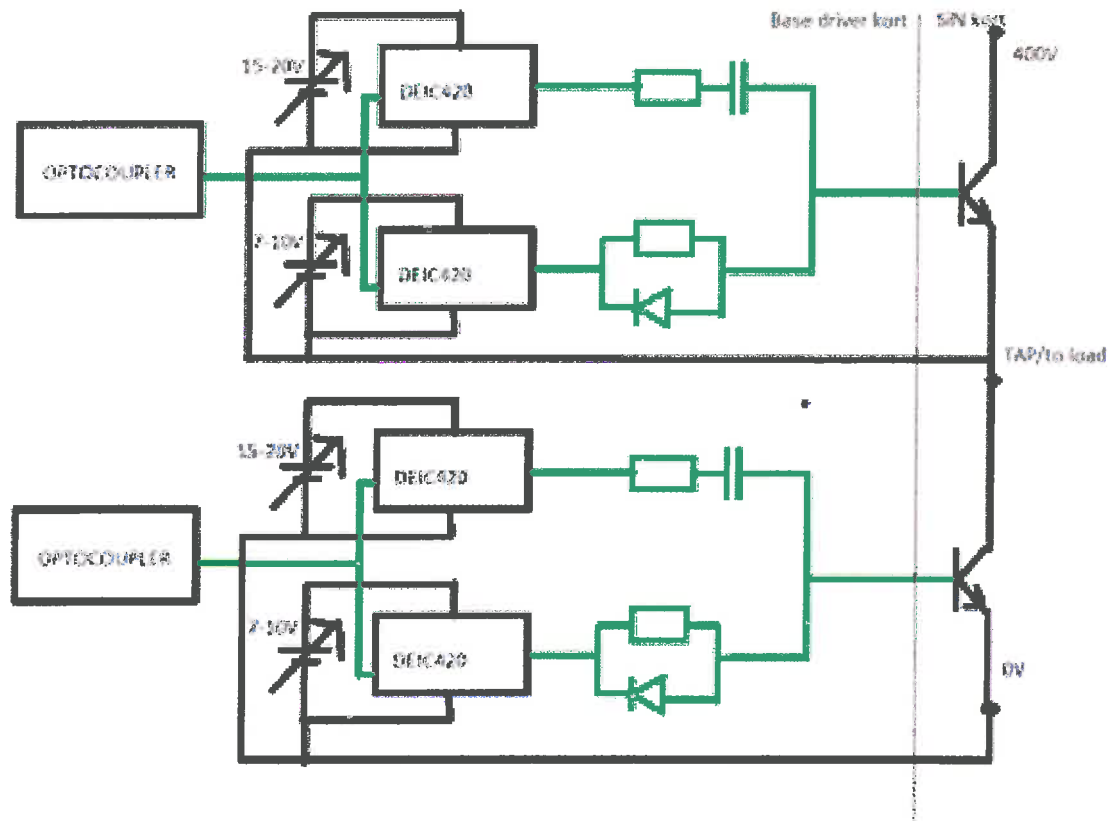 Base driver kort
SiN kort
400V
15-20V
DEIC420
OPTOCOUPLER
7-10V
DEIC420
TAP/to load
15-20V
DEIC420
OPTOCOUPLER
7-10V
DEIC420
0V